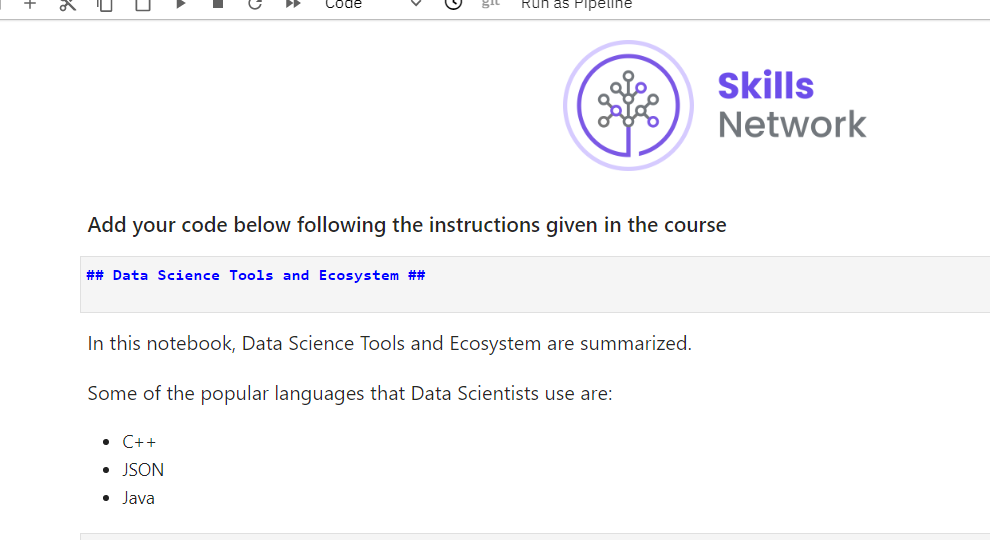 Code git Run as Pipeline
Skills
Network
Add your code below following the instructions given in the course
## Data Science Tools and Ecosystem ##
In this notebook, Data Science Tools and Ecosystem are summarized.
Some of the popular languages that Data Scientists use are:
• C++
• JSON
• Java